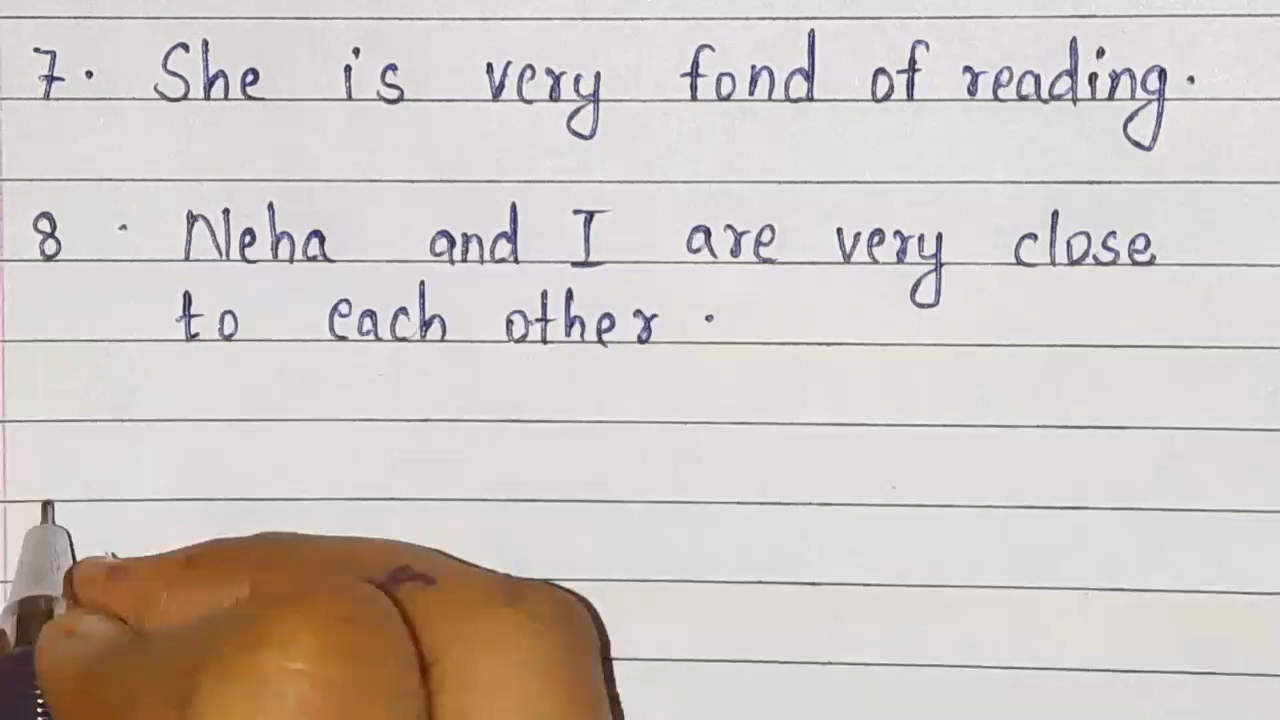 7. She is very fond of reading.
8. Neha and I are very close
to each other.